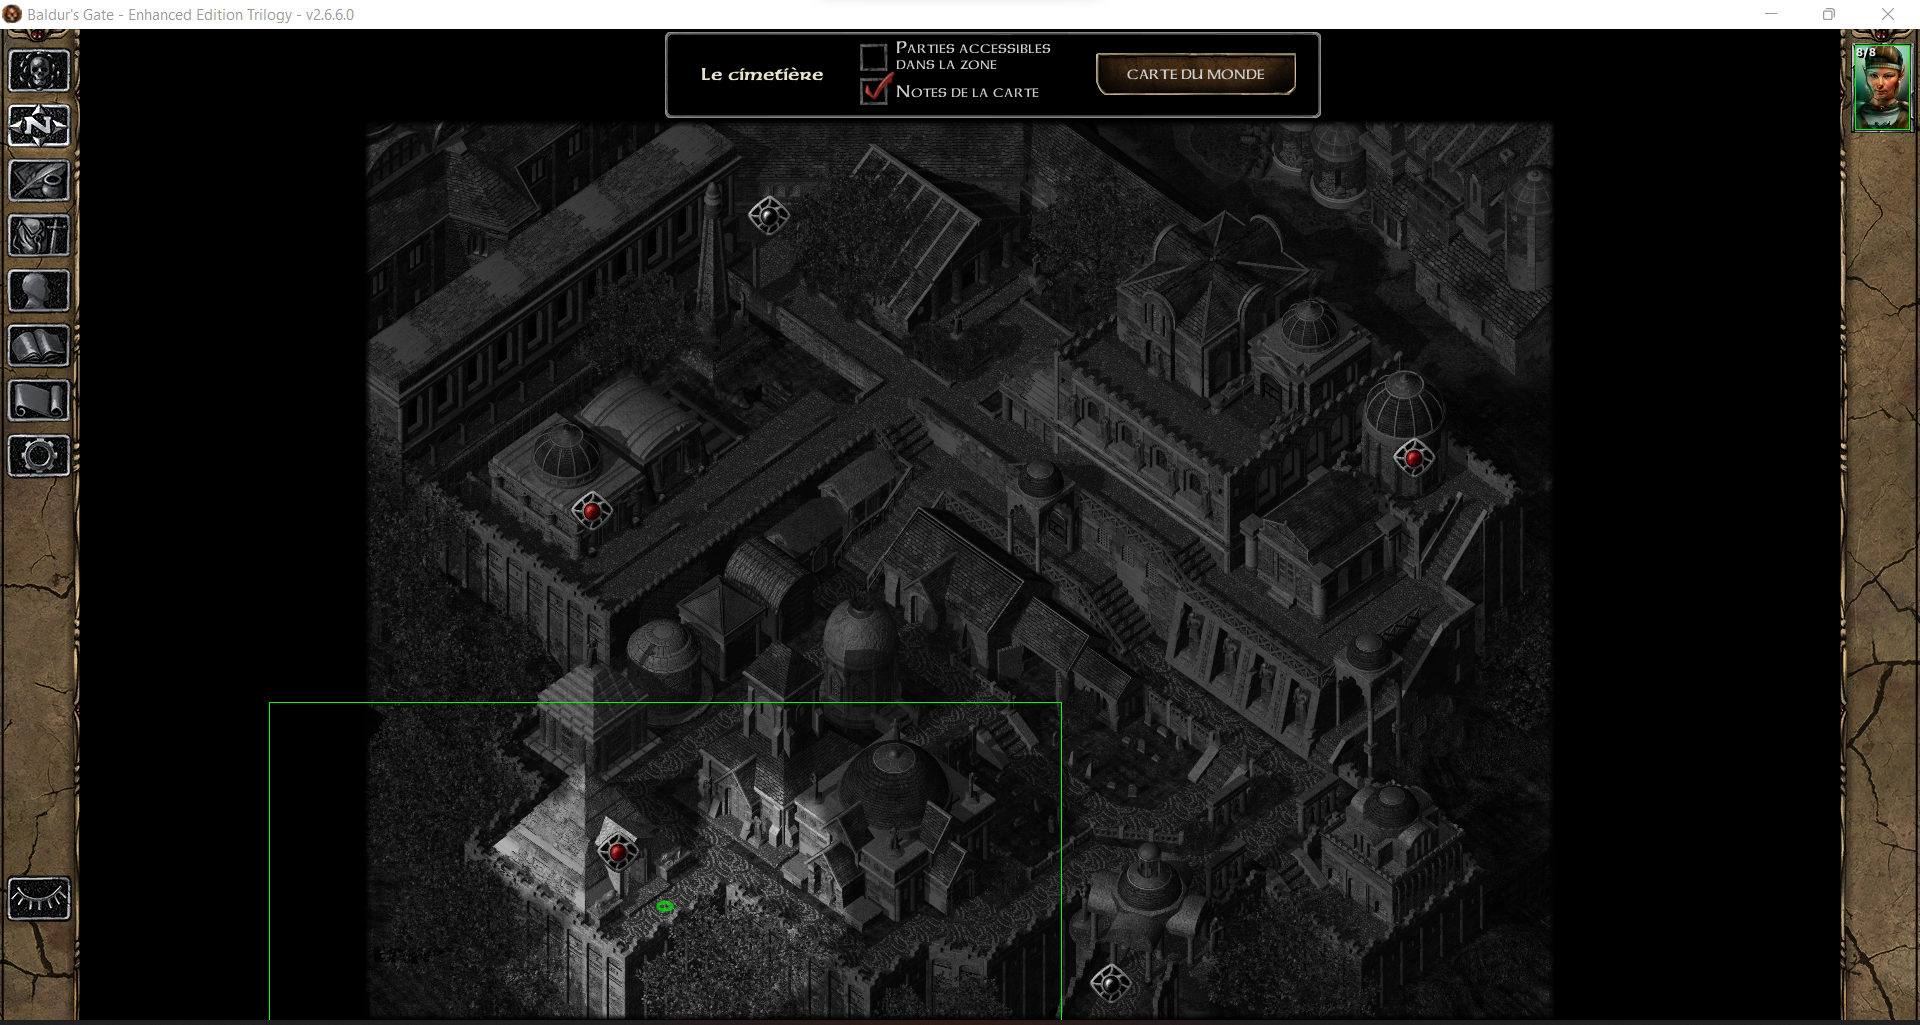 Baldur's Gate - Enhanced Edition Trilogy - v2.6.6.0
Le cimetière
Parties accessibles
dans la zone
Notes de la carte
CARTE DU MONDE
8/8
N